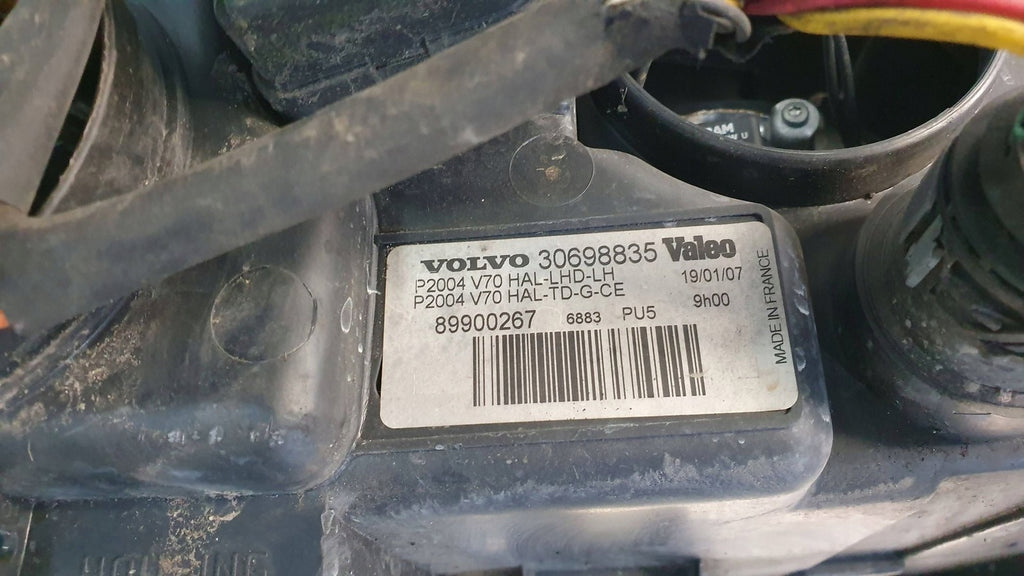 VOLVO 30698835 Valeo
P2004 V70 HAL-LHD-LH 19/01/07
P2004 V70 HAL-TD-G-CE 9h00
89900267 6883 PU5
MADE IN FRANCE